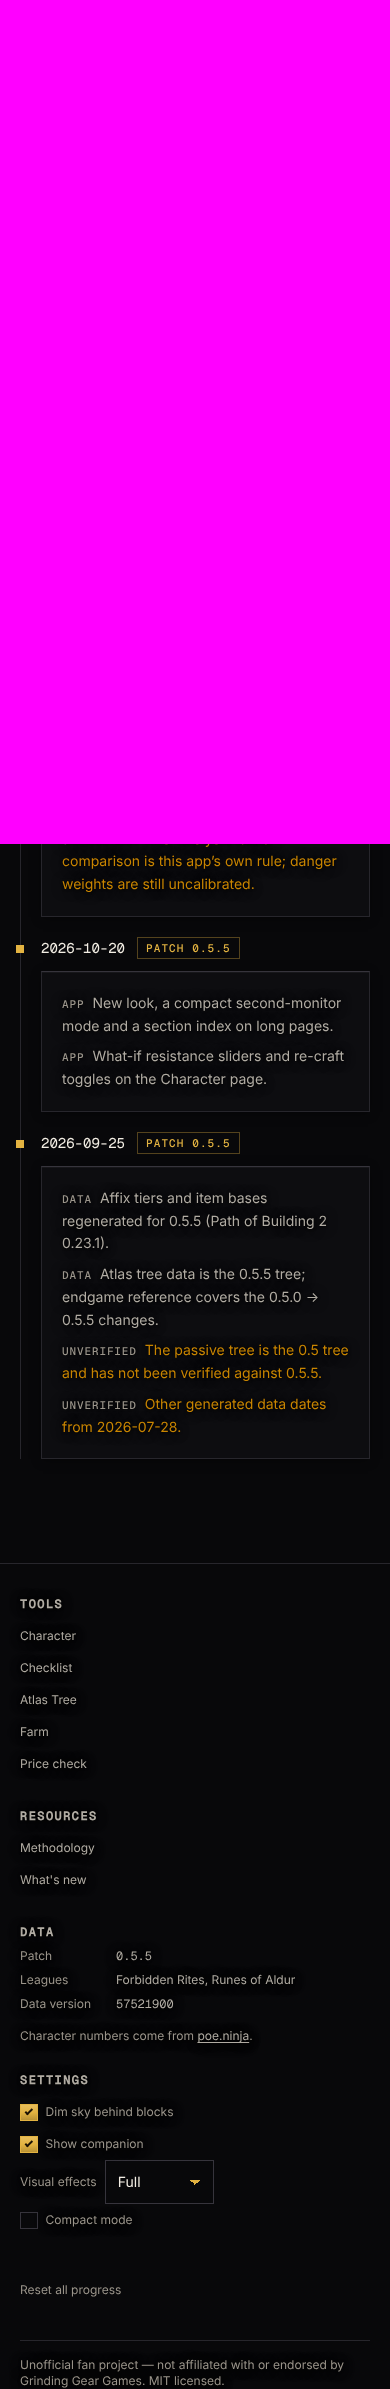 comparison is this app's own rule; danger
weights are still uncalibrated.
2026-10-20 PATCH 0.5.5
APP New look, a compact second-monitor
mode and a section index on long pages.
APP What-if resistance sliders and re-craft
toggles on the Character page.
2026-09-25 PATCH 0.5.5
DATA Affix tiers and item bases
regenerated for 0.5.5 (Path of Building 2
0.23.1).
DATA Atlas tree data is the 0.5.5 tree;
endgame reference covers the 0.5.0 →
0.5.5 changes.
UNVERIFIED The passive tree is the 0.5 tree
and has not been verified against 0.5.5.
UNVERIFIED Other generated data dates
from 2026-07-28.
TOOLS
Character
Checklist
Atlas Tree
Farm
Price check
RESOURCES
Methodology
What's new
DATA
Patch 0.5.5
Leagues Forbidden Rites, Runes of Aldur
Data version 57521900
Character numbers come from poe.ninja.
SETTINGS
Dim sky behind blocks
Show companion
Visual effects Full
Compact mode
Reset all progress
Unofficial fan project — not affiliated with or endorsed by
Grinding Gear Games. MIT licensed.